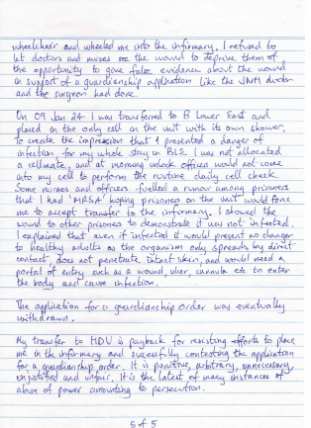 wheelchair and wheeled me into the infirmary. I refused to
let doctors and nurses see the wound to deprive them of
the opportunity to gove false evidence about the wound
in support of a guardianship application like the doctor
and the surgeon had done.
On 09 Jan 24 I was transferred to B Lower East and
placed in the only cell on the unit with its own shower,
to create the impression that I presented a danger of
infection. For my whole stay on BLE I was not allocated
a cellmate, and at morning unlock officers would not come
into my cell to perform the routine daily cell check.
Some nurses and officers fuelled a rumour among prisoners
that I had 'MRSA' hoping prisoners on the unit would force
me to accept transfer to the infirmary. I showed the
wound to other prisoners to demonstrate it was not infected.
I explained that even if infected it would present no danger
to healthy adults as the organism only spreads by direct
contact, does not penetrate intact skin, and would need a
portal of entry such as a wound, ulcer, cannula etc to enter
the body and cause infection.
The application for a guardianship order was eventually
withdrawn.
My transfer to HDU is payback for resisting efforts to place
me in the infirmary and sucessfully contesting the application
for a guardianship order. It is punitive, arbitrary, unnecessary,
unjustified and unfair. It is the latest of many instances of
abuse of power amounting to persecution.
5 of 5